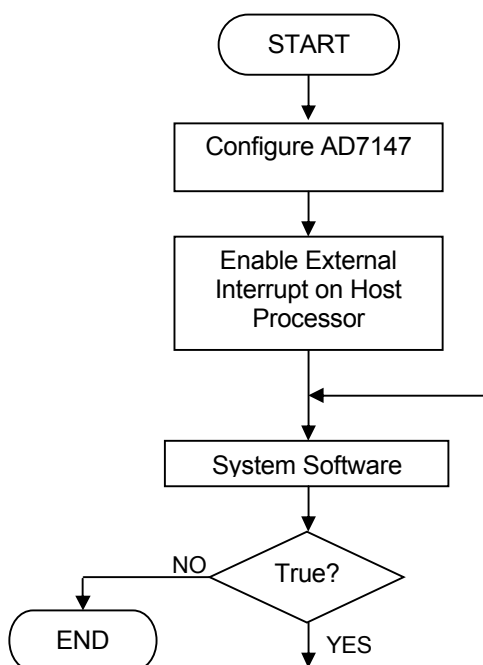 START
Configure AD7147
Enable External
Interrupt on Host
Processor
System Software
True?
NO
END
YES